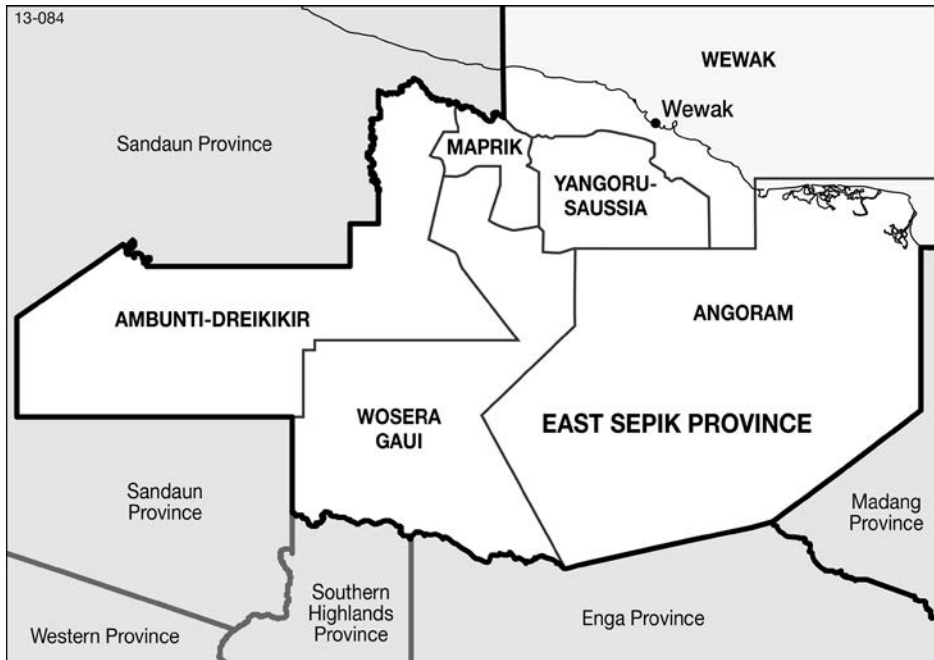 13-084
WEWAK
Wewak
Sandaun Province
MAPRIK
YANGORU-
SAUSSIA
AMBUNTI-DREIKIKIR
ANGORAM
WOSERA
GAUI
EAST SEPIK PROVINCE
Sandaun
Province
Madang
Province
Southern
Highlands
Province
Enga Province
Western Province